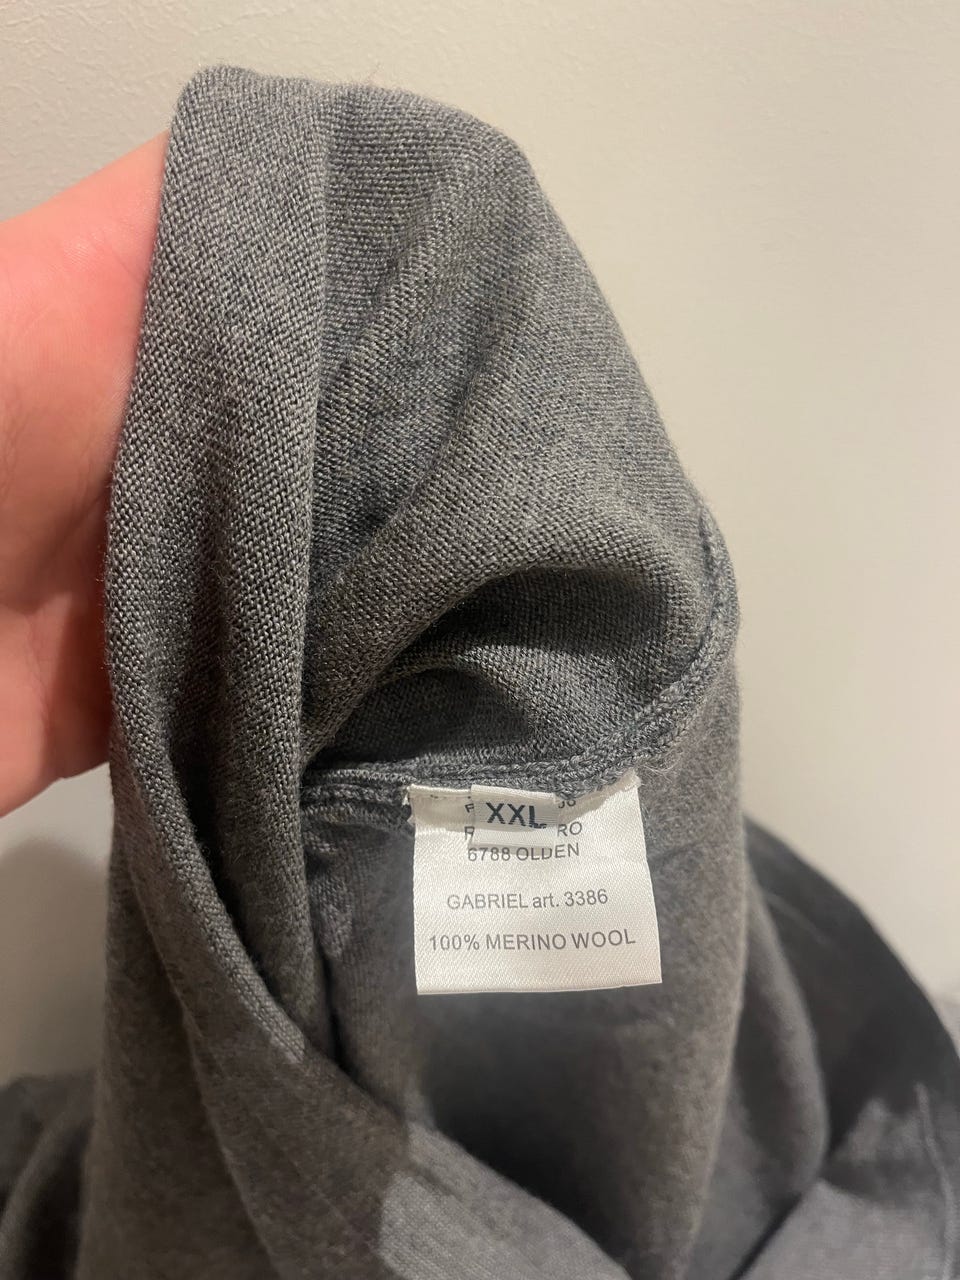 XXL
6788 OLDEN
GABRIEL art. 3386
100% MERINO WOOL